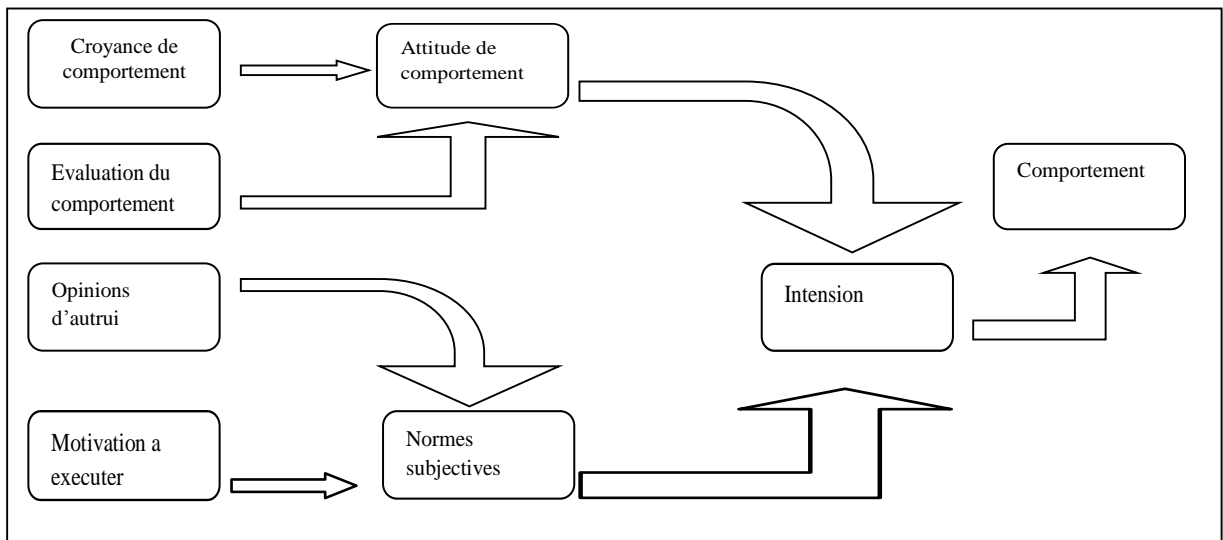 Croyance de
comportement
Attitude de
comportement
Evaluation du
comportement
Comportement
Opinions
d’autrui
Intension
Motivation a
executer
Normes
subjectives